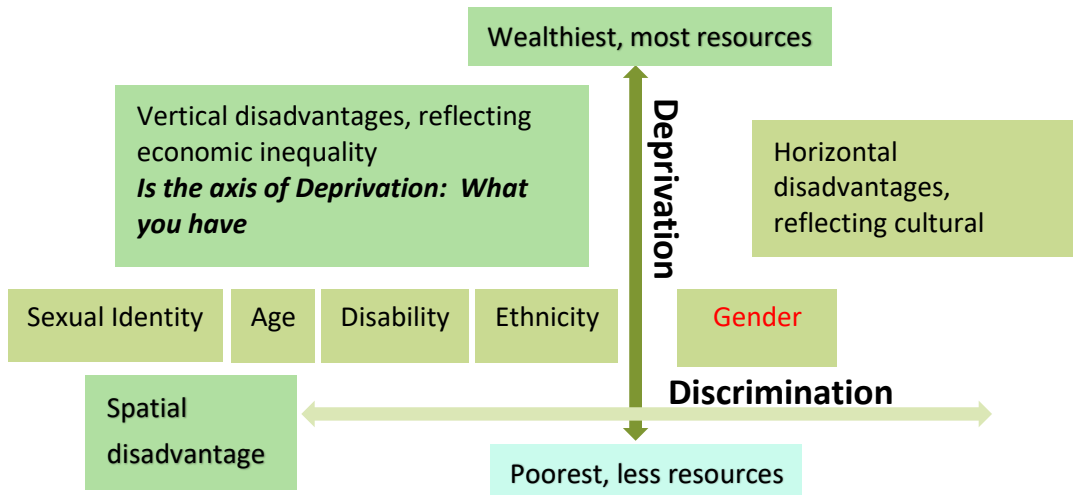 Wealthiest, most resources
Vertical disadvantages, reflecting
economic inequality
Is the axis of Deprivation: What
you have
Deprivation
Horizontal
disadvantages,
reflecting cultural
Sexual Identity
Age
Disability
Ethnicity
Gender
Discrimination
Spatial
disadvantage
Poorest, less resources